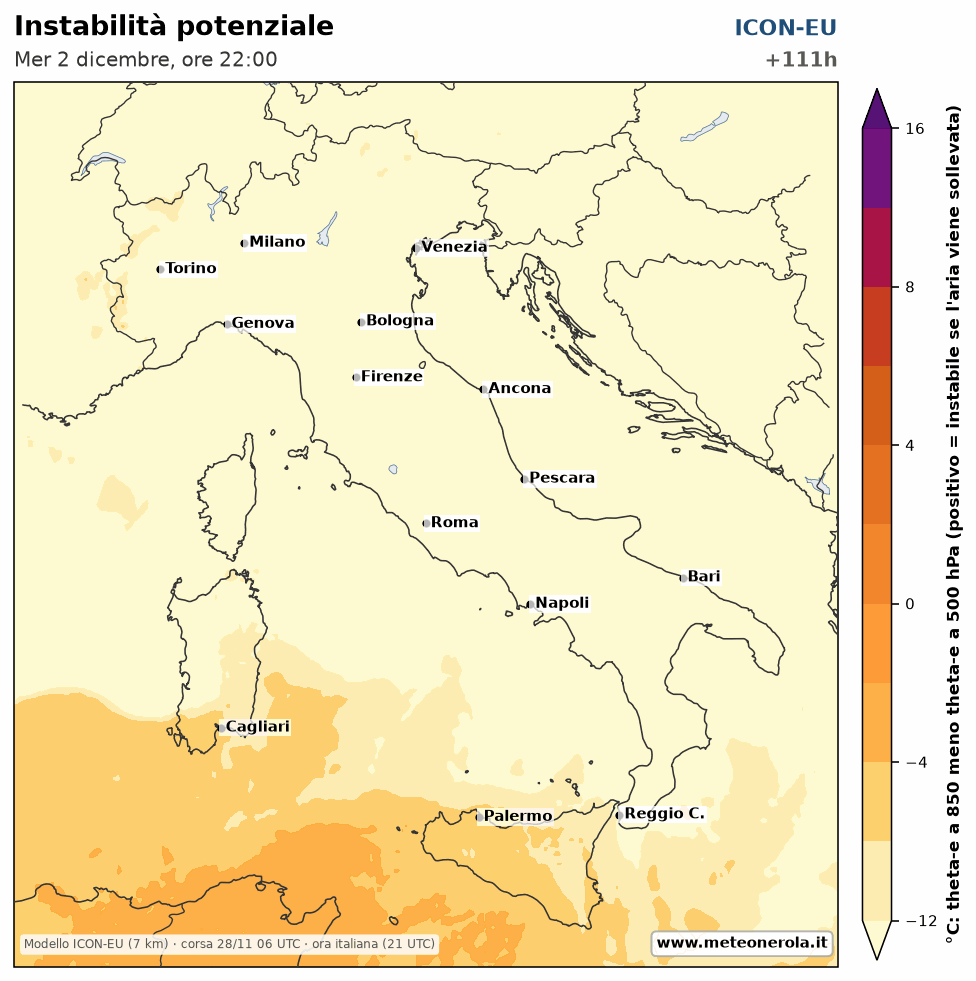 Instabilità potenziale
ICON-EU
Mer 2 dicembre, ore 22:00
+111h
Milano
Venezia
Torino
Genova
Bologna
Firenze
Ancona
Pescara
Roma
Bari
Napoli
Cagliari
Palermo
Reggio C.
16
8
4
0
−4
−12
°C: theta-e a 850 meno theta-e a 500 hPa (positivo = instabile se l'aria viene sollevata)
Modello ICON-EU (7 km) · corsa 28/11 06 UTC · ora italiana (21 UTC)
www.meteonerola.it